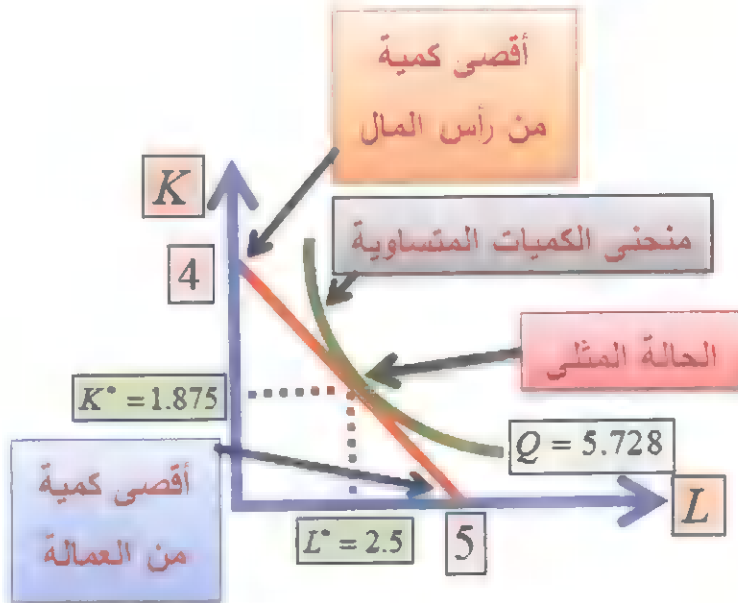 أقصى كمية
من رأس المال
K
منحنى الكميات المتساوية
4
الحالة المثلى
K* = 1.875
Q = 5.728
أقصى كمية
من العمالة
L* = 2.5
5
L